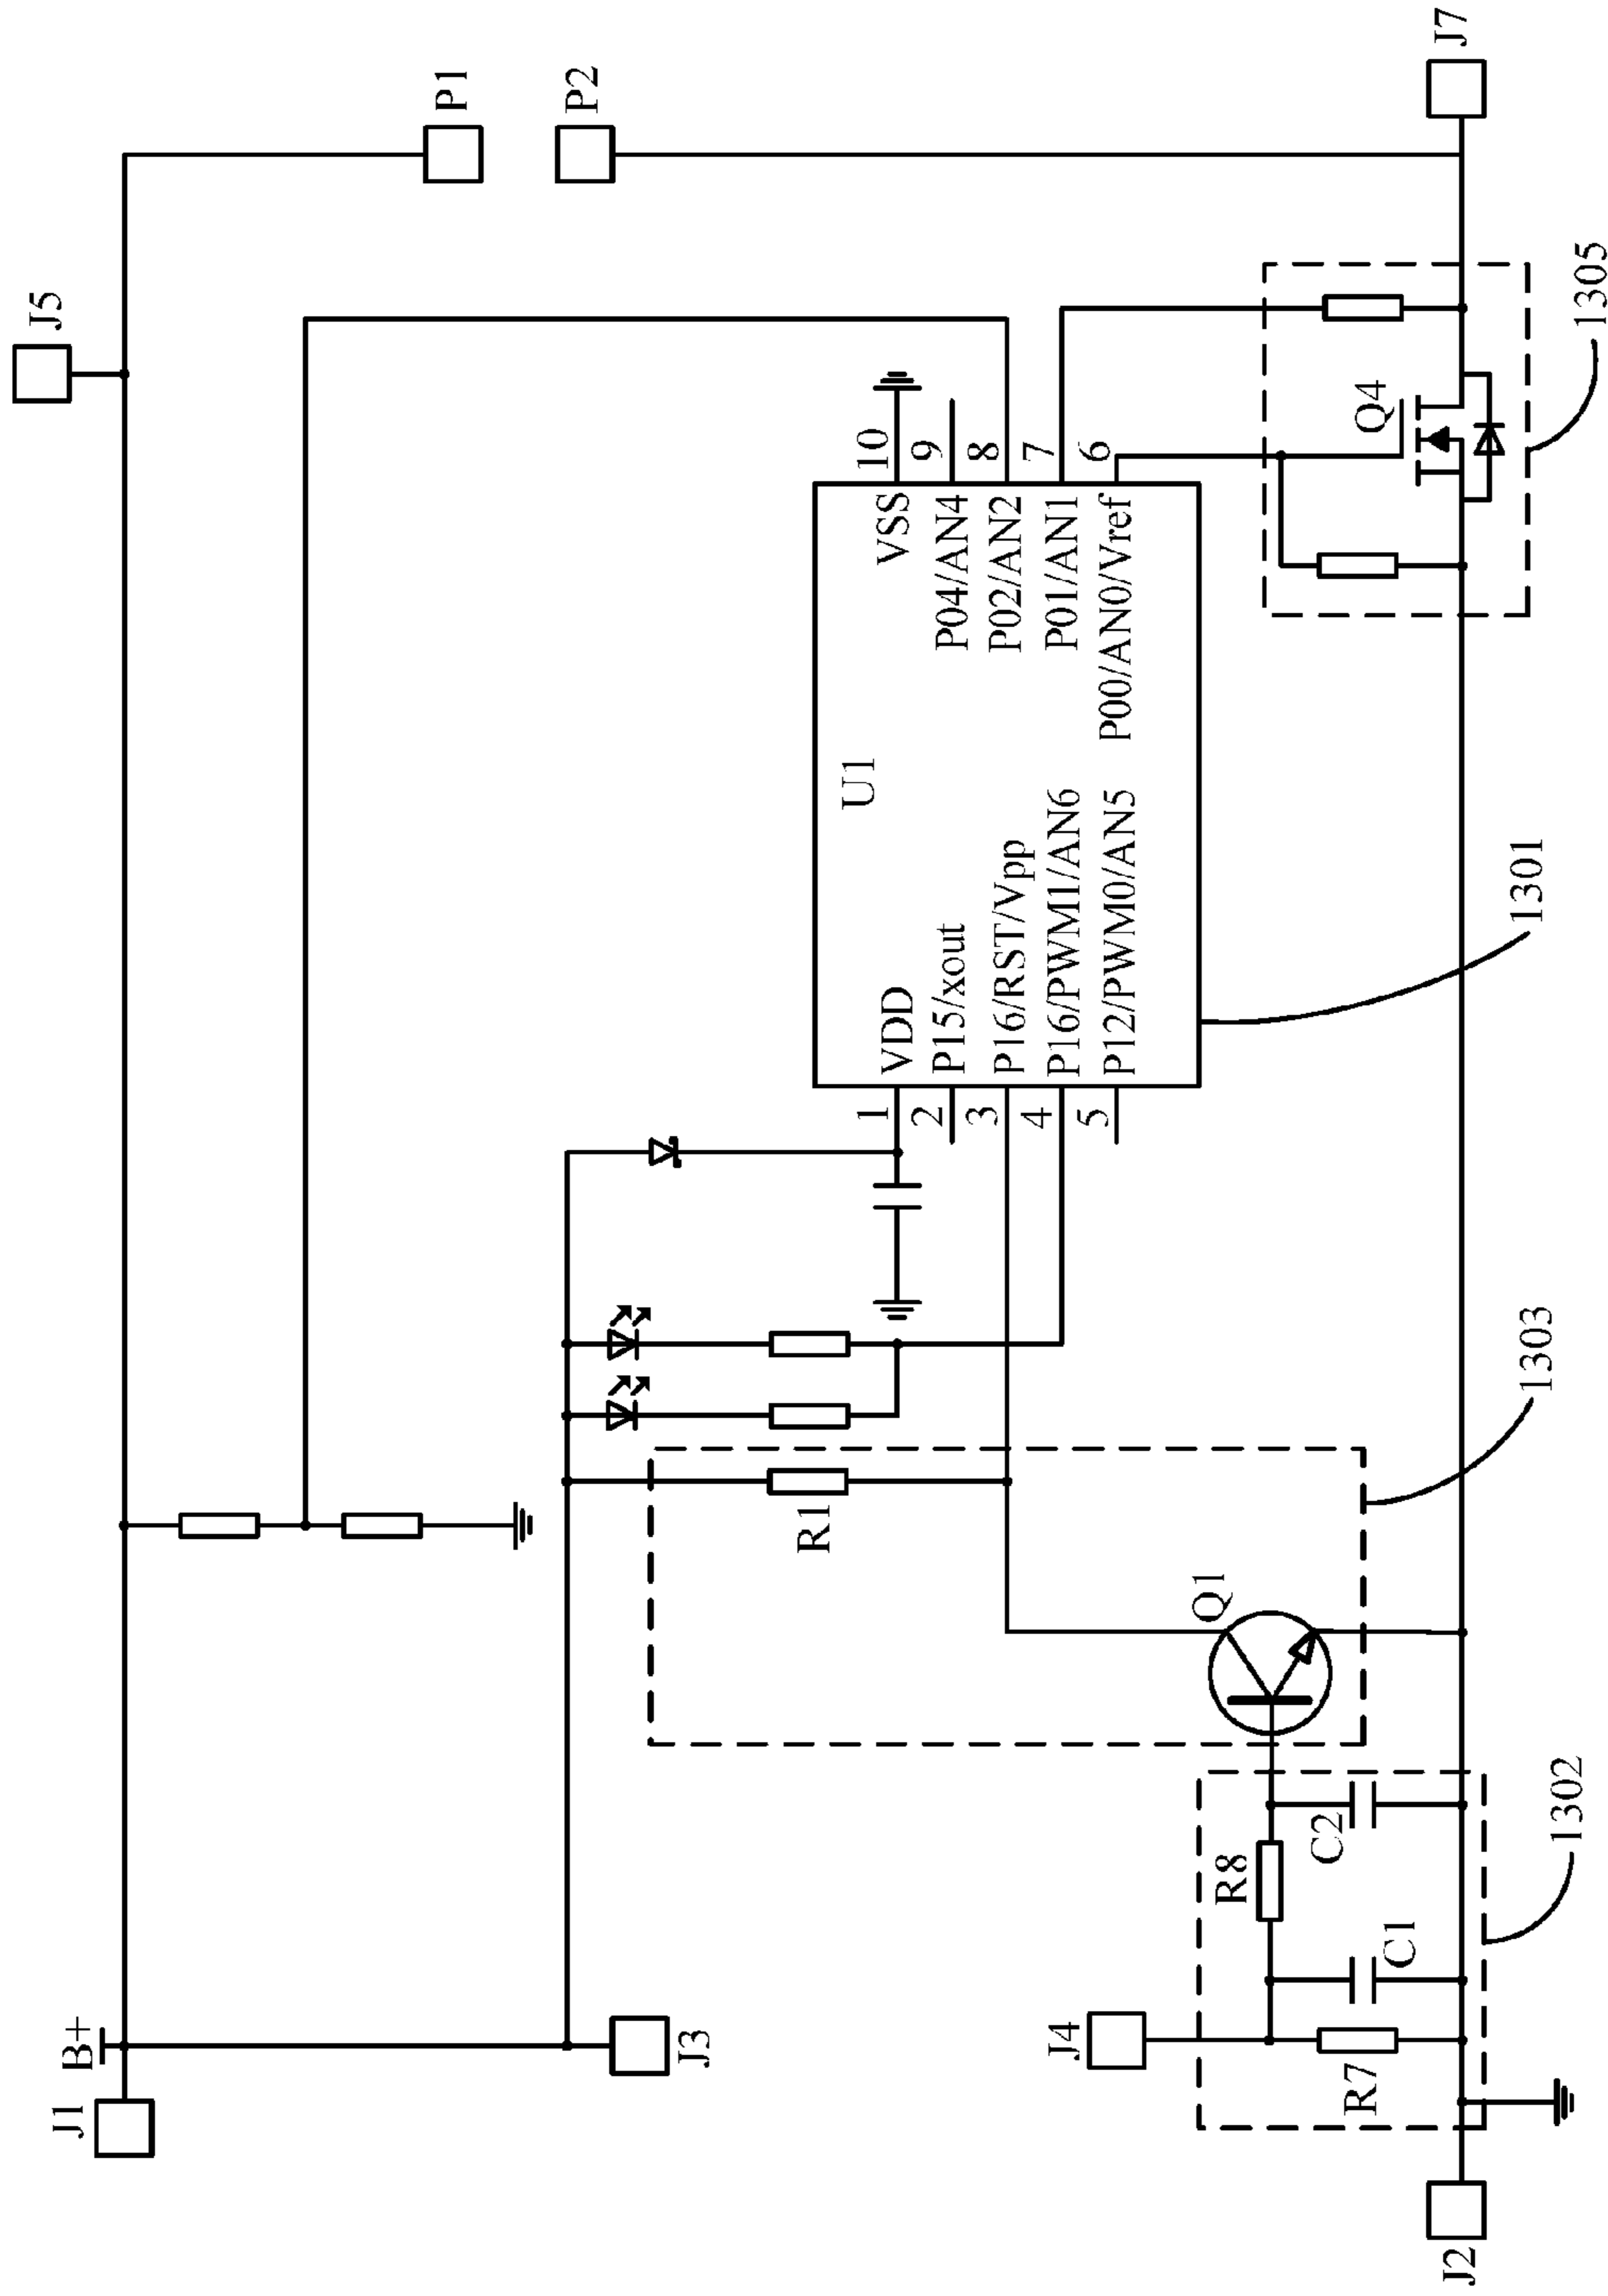 J5
B+
J1
P1
P2
J3
J7
U1
1
VDD
VSS
10
2
P15/xout
P04/AN4
9
3
P16/RST/Vpp
P02/AN2
8
4
P16/PWM1/AN6
P01/AN1
7
5
P12/PWM0/AN5
P00/AN0/Vref
6
R1
Q1
Q4
J4
R8
C2
C1
R7
J2
1301
1302
1303
1305